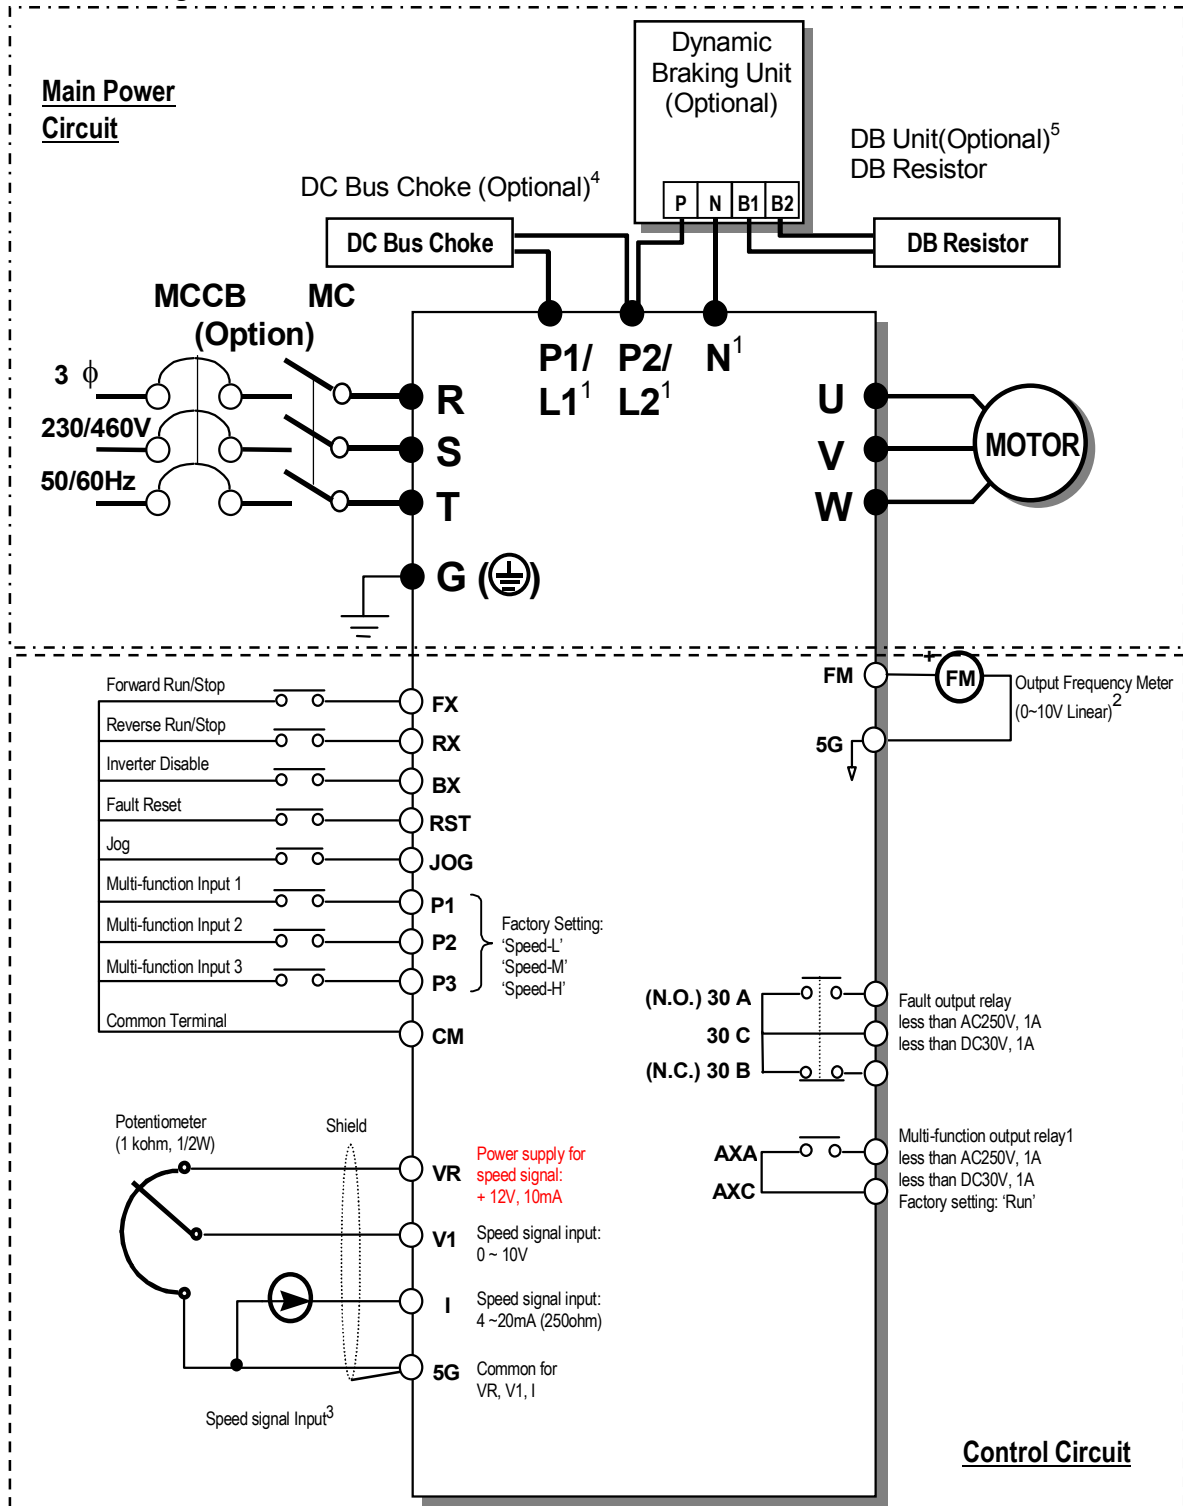 Main Power
Circuit
Dynamic
Braking Unit
(Optional)
P N B1 B2
DB Unit(Optional)5
DB Resistor
DC Bus Choke (Optional)4
DC Bus Choke
DB Resistor
MCCB MC
(Option)
3 ϕ
230/460V
50/60Hz
P1/ P2/ N1
L1 1 L2 1
R
S
T
G
U
V
W
MOTOR
Forward Run/Stop
FX
Reverse Run/Stop
RX
Inverter Disable
BX
Fault Reset
RST
Jog
JOG
Multi-function Input 1
P1
Multi-function Input 2
P2
Multi-function Input 3
P3
Factory Setting:
‘Speed-L’
‘Speed-M’
‘Speed-H’
Common Terminal
CM
FM
+
FM
Output Frequency Meter
(0~10V Linear)2
5G
(N.O.) 30 A
30 C
(N.C.) 30 B
Fault output relay
less than AC250V, 1A
less than DC30V, 1A
AXA
AXC
Multi-function output relay1
less than AC250V, 1A
less than DC30V, 1A
Factory setting: ‘Run’
Potentiometer
(1 kohm, 1/2W)
Shield
VR
Power supply for
speed signal:
+ 12V, 10mA
V1
Speed signal input:
0 ~ 10V
I
Speed signal input:
4 ~20mA (250ohm)
5G
Common for
VR, V1, I
Speed signal Input3
Control Circuit